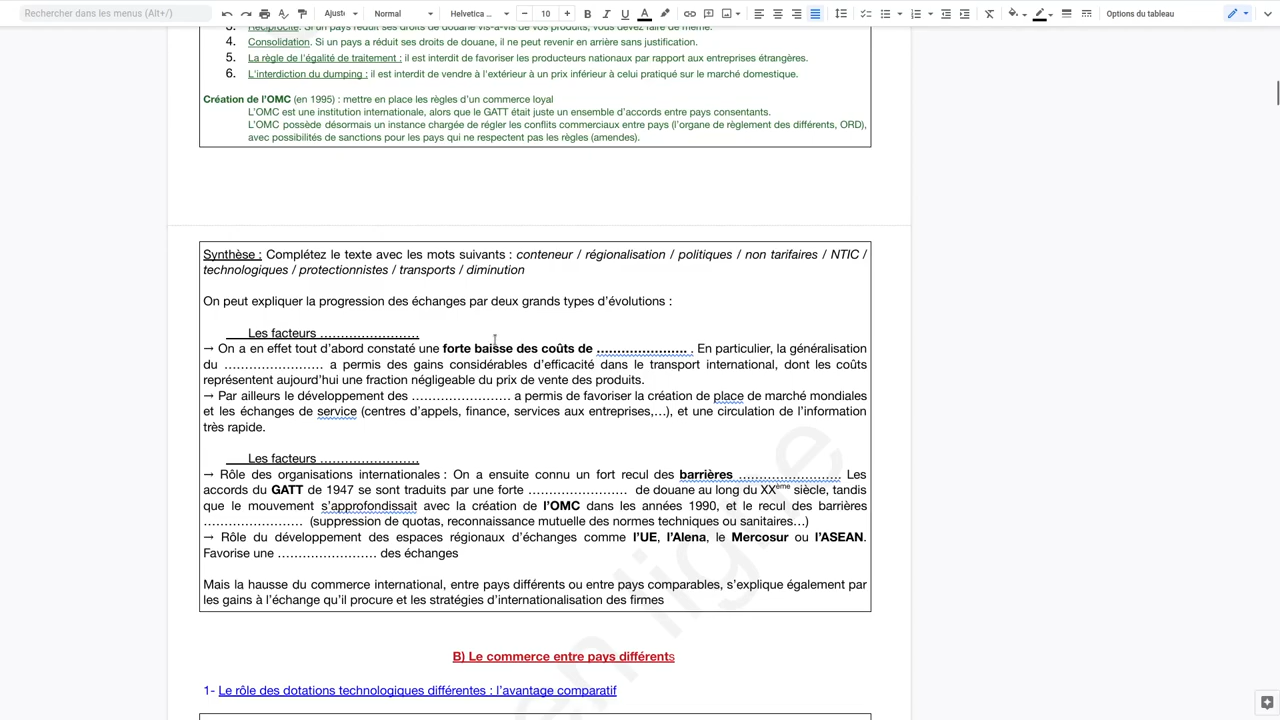 Rechercher dans les menus (Alt+/)
Ajuste
Normal
Helvetica ...
− 10 +
B I U A
Options du tableau
3. Réciprocité. Si un pays réduit ses droits de douane vis-à-vis de vos produits, vous devez faire de même.
4. Consolidation. Si un pays a réduit ses droits de douane, il ne peut revenir en arrière sans justification.
5. La règle de l'égalité de traitement : il est interdit de favoriser les producteurs nationaux par rapport aux entreprises étrangères.
6. L'interdiction du dumping : il est interdit de vendre à l'extérieur à un prix inférieur à celui pratiqué sur le marché domestique.
Création de l'OMC (en 1995) : mettre en place les règles d'un commerce loyal
L'OMC est une institution internationale, alors que le GATT était juste un ensemble d'accords entre pays consentants.
L'OMC possède désormais un instance chargée de régler les conflits commerciaux entre pays (l'organe de règlement des différents, ORD),
avec possibilités de sanctions pour les pays qui ne respectent pas les règles (amendes).
Synthèse : Complétez le texte avec les mots suivants : conteneur / régionalisation / politiques / non tarifaires / NTIC /
technologiques / protectionnistes / transports / diminution
On peut expliquer la progression des échanges par deux grands types d'évolutions :
Les facteurs ……………………
→ On a en effet tout d'abord constaté une forte baisse des coûts de …………………. . En particulier, la généralisation
du …………………… a permis des gains considérables d'efficacité dans le transport international, dont les coûts
représentent aujourd'hui une fraction négligeable du prix de vente des produits.
→ Par ailleurs le développement des …………………… a permis de favoriser la création de place de marché mondiales
et les échanges de service (centres d'appels, finance, services aux entreprises,…), et une circulation de l'information
très rapide.
Les facteurs ……………………
→ Rôle des organisations internationales : On a ensuite connu un fort recul des barrières ……………………. Les
accords du GATT de 1947 se sont traduits par une forte …………………… de douane au long du XXème siècle, tandis
que le mouvement s'approfondissait avec la création de l'OMC dans les années 1990, et le recul des barrières
…………………… (suppression de quotas, reconnaissance mutuelle des normes techniques ou sanitaires…)
→ Rôle du développement des espaces régionaux d'échanges comme l'UE, l'Alena, le Mercosur ou l'ASEAN.
Favorise une …………………… des échanges
Mais la hausse du commerce international, entre pays différents ou entre pays comparables, s'explique également par
les gains à l'échange qu'il procure et les stratégies d'internationalisation des firmes
B) Le commerce entre pays différents
1- Le rôle des dotations technologiques différentes : l'avantage comparatif
en ligne